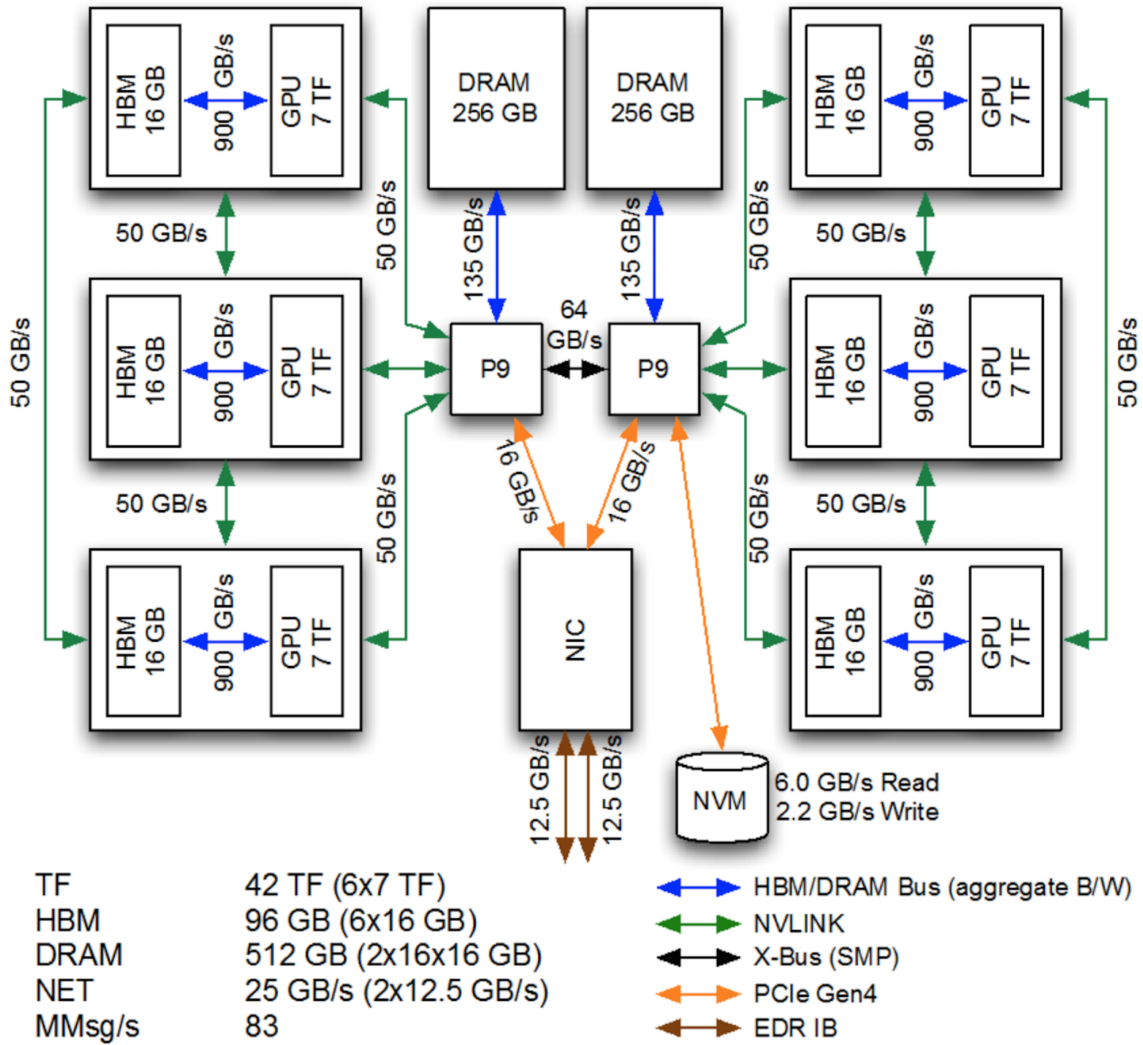 HBM
16 GB
900 GB/s
GPU
7 TF
DRAM
256 GB
DRAM
256 GB
HBM
16 GB
900 GB/s
GPU
7 TF
50 GB/s
50 GB/s
135 GB/s
135 GB/s
50 GB/s
50 GB/s
50 GB/s
HBM
16 GB
900 GB/s
GPU
7 TF
P9
64
GB/s
P9
HBM
16 GB
900 GB/s
GPU
7 TF
50 GB/s
50 GB/s
50 GB/s
16 GB/s
16 GB/s
50 GB/s
50 GB/s
HBM
16 GB
900 GB/s
GPU
7 TF
NIC
HBM
16 GB
900 GB/s
GPU
7 TF
12.5 GB/s
12.5 GB/s
NVM
6.0 GB/s Read
2.2 GB/s Write
TF 42 TF (6x7 TF)
HBM 96 GB (6x16 GB)
DRAM 512 GB (2x16x16 GB)
NET 25 GB/s (2x12.5 GB/s)
MMsg/s 83
HBM/DRAM Bus (aggregate B/W)
NVLINK
X-Bus (SMP)
PCIe Gen4
EDR IB